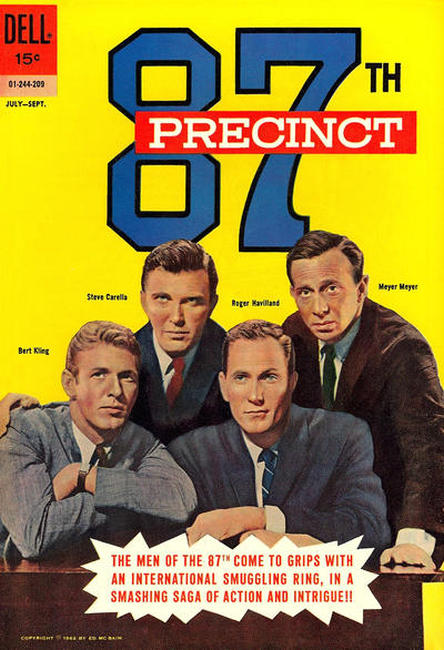 DELL
15¢
01-244-209
JULY—SEPT.
87TH
PRECINCT
Steve Carella
Roger Havilland
Meyer Meyer
Bert Kling
THE MEN OF THE 87TH COME TO GRIPS WITH
AN INTERNATIONAL SMUGGLING RING, IN A
SMASHING SAGA OF ACTION AND INTRIGUE!!
COPYRIGHT © 1962 BY ED McBAIN